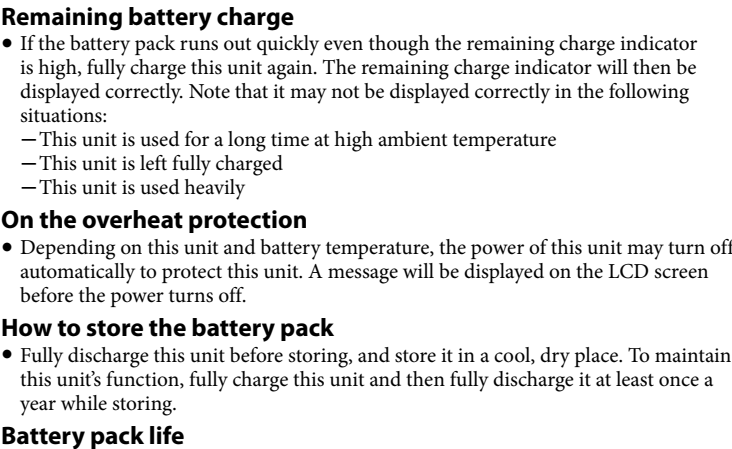 Remaining battery charge
● If the battery pack runs out quickly even though the remaining charge indicator
is high, fully charge this unit again. The remaining charge indicator will then be
displayed correctly. Note that it may not be displayed correctly in the following
situations:
– This unit is used for a long time at high ambient temperature
– This unit is left fully charged
– This unit is used heavily
On the overheat protection
● Depending on this unit and battery temperature, the power of this unit may turn off
automatically to protect this unit. A message will be displayed on the LCD screen
before the power turns off.
How to store the battery pack
● Fully discharge this unit before storing, and store it in a cool, dry place. To maintain
this unit’s function, fully charge this unit and then fully discharge it at least once a
year while storing.
Battery pack life